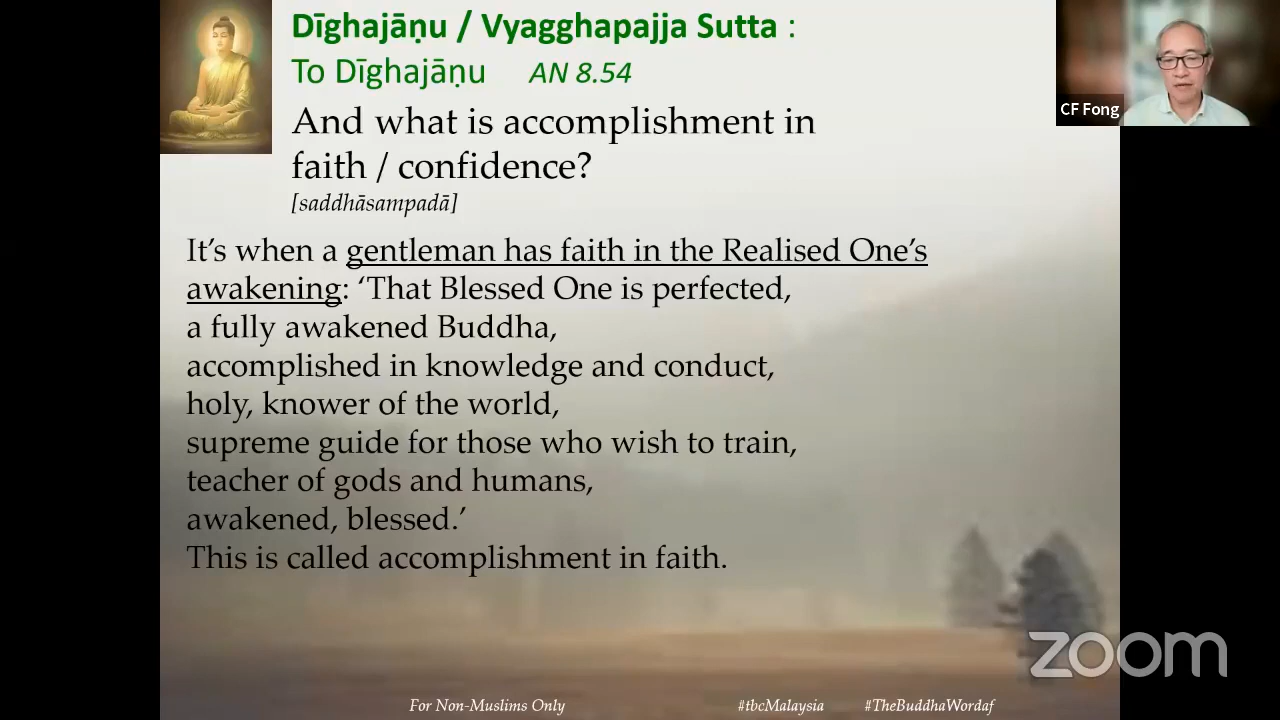 Dīghajāṇu / Vyagghapajja Sutta :
To Dīghajāṇu AN 8.54
And what is accomplishment in
faith / confidence?
[saddhāsampadā]
It’s when a gentleman has faith in the Realised One’s
awakening: ‘That Blessed One is perfected,
a fully awakened Buddha,
accomplished in knowledge and conduct,
holy, knower of the world,
supreme guide for those who wish to train,
teacher of gods and humans,
awakened, blessed.’
This is called accomplishment in faith.
For Non-Muslims Only #tbcMalaysia #TheBuddhaWordaf
CF Fong
zoom